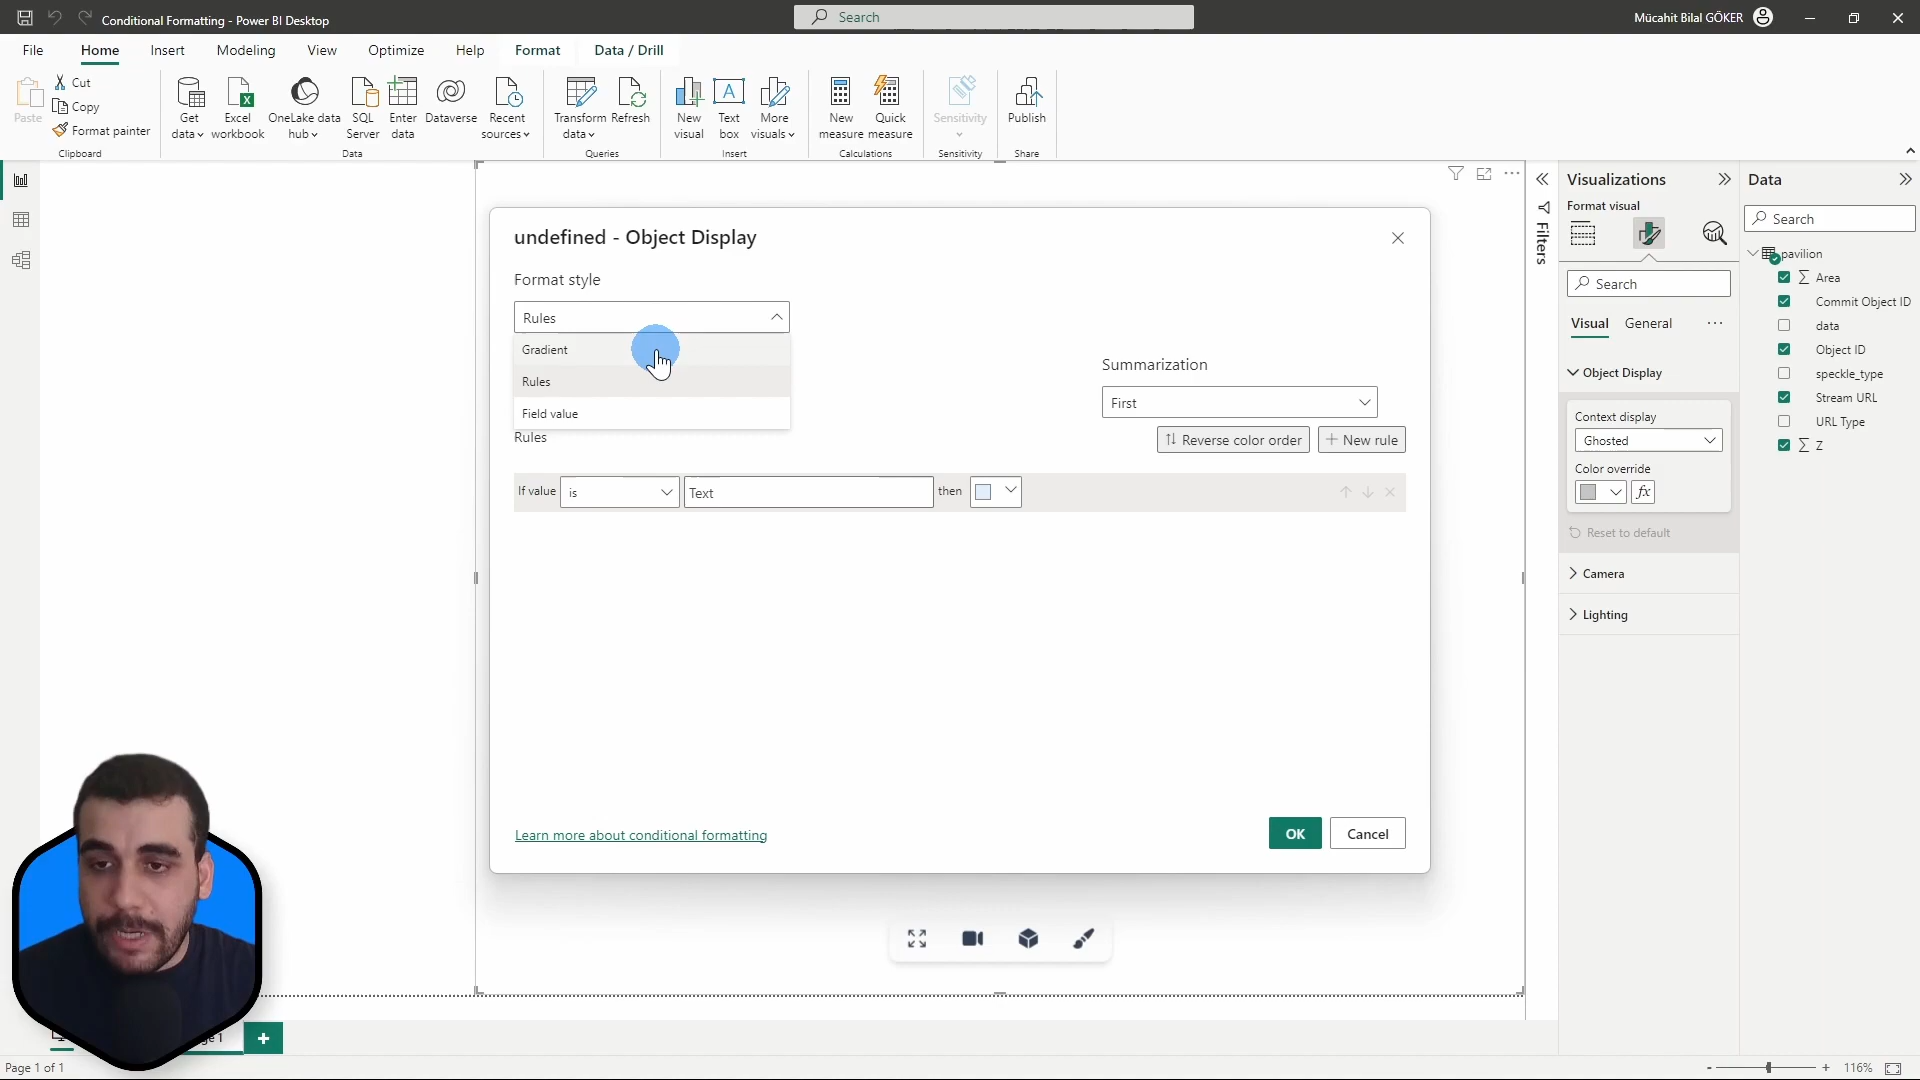 Conditional Formatting - Power BI Desktop
Search
Mücahit Bilal GÖKER
File
Home
Insert
Modeling
View
Optimize
Help
Format
Data / Drill
Paste
Cut
Copy
Format painter
Clipboard
Get data
Excel workbook
OneLake data hub
SQL Server
Enter data
Dataverse
Recent sources
Data
Transform data
Refresh
Queries
New visual
Text box
More visuals
Insert
New measure
Quick measure
Calculations
Sensitivity
Sensitivity
Publish
Share
undefined - Object Display
Format style
Rules
Gradient
Rules
Field value
Summarization
First
Rules
Reverse color order
New rule
If value
is
Text
then
Learn more about conditional formatting
OK
Cancel
Filters
Visualizations
Format visual
Search
Visual
General
Object Display
Context display
Ghosted
Color override
fx
Reset to default
Camera
Lighting
Data
Search
pavilion
Area
Commit Object ID
data
Object ID
speckle_type
Stream URL
URL Type
Z
Page 1 of 1
116%